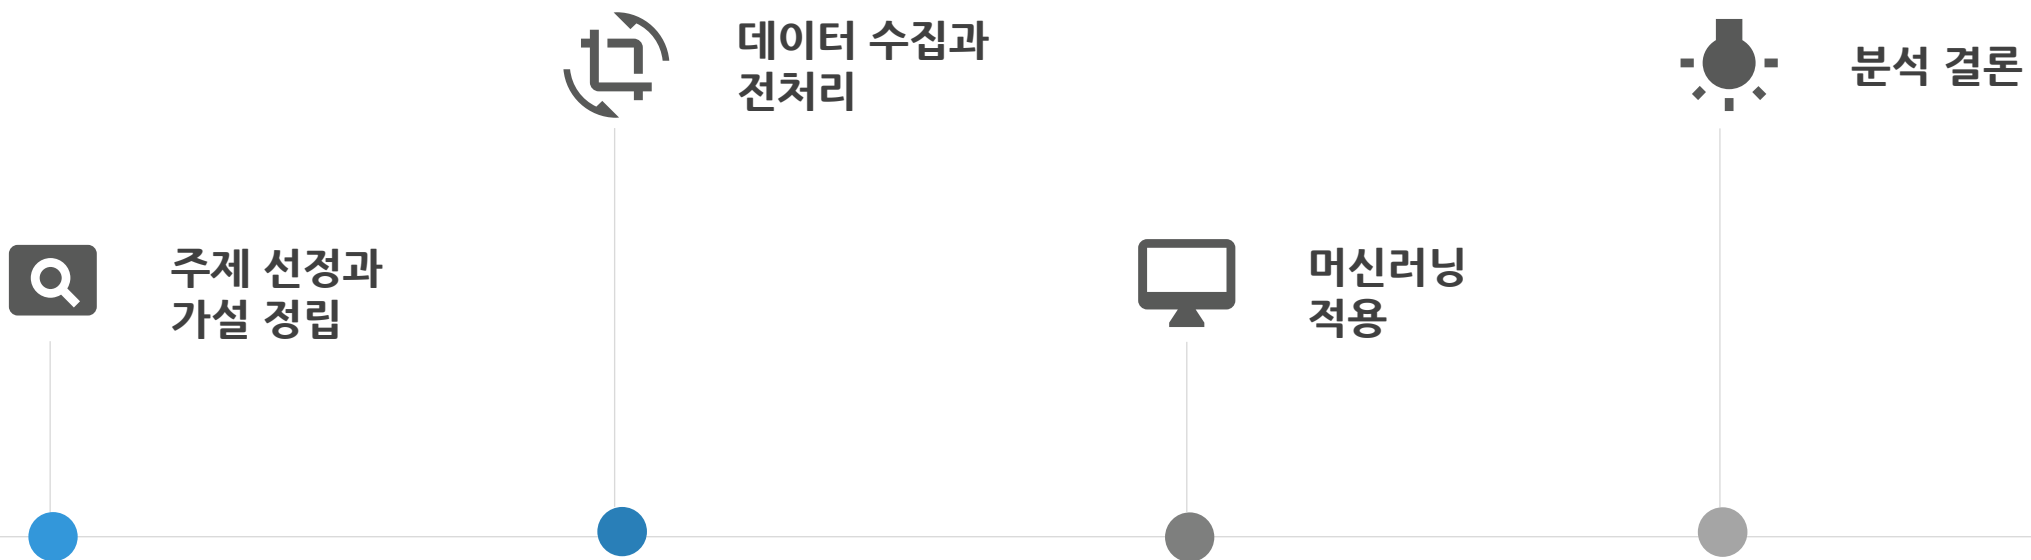 주제 선정과
가설 정립
데이터 수집과
전처리
머신러닝
적용
분석 결론